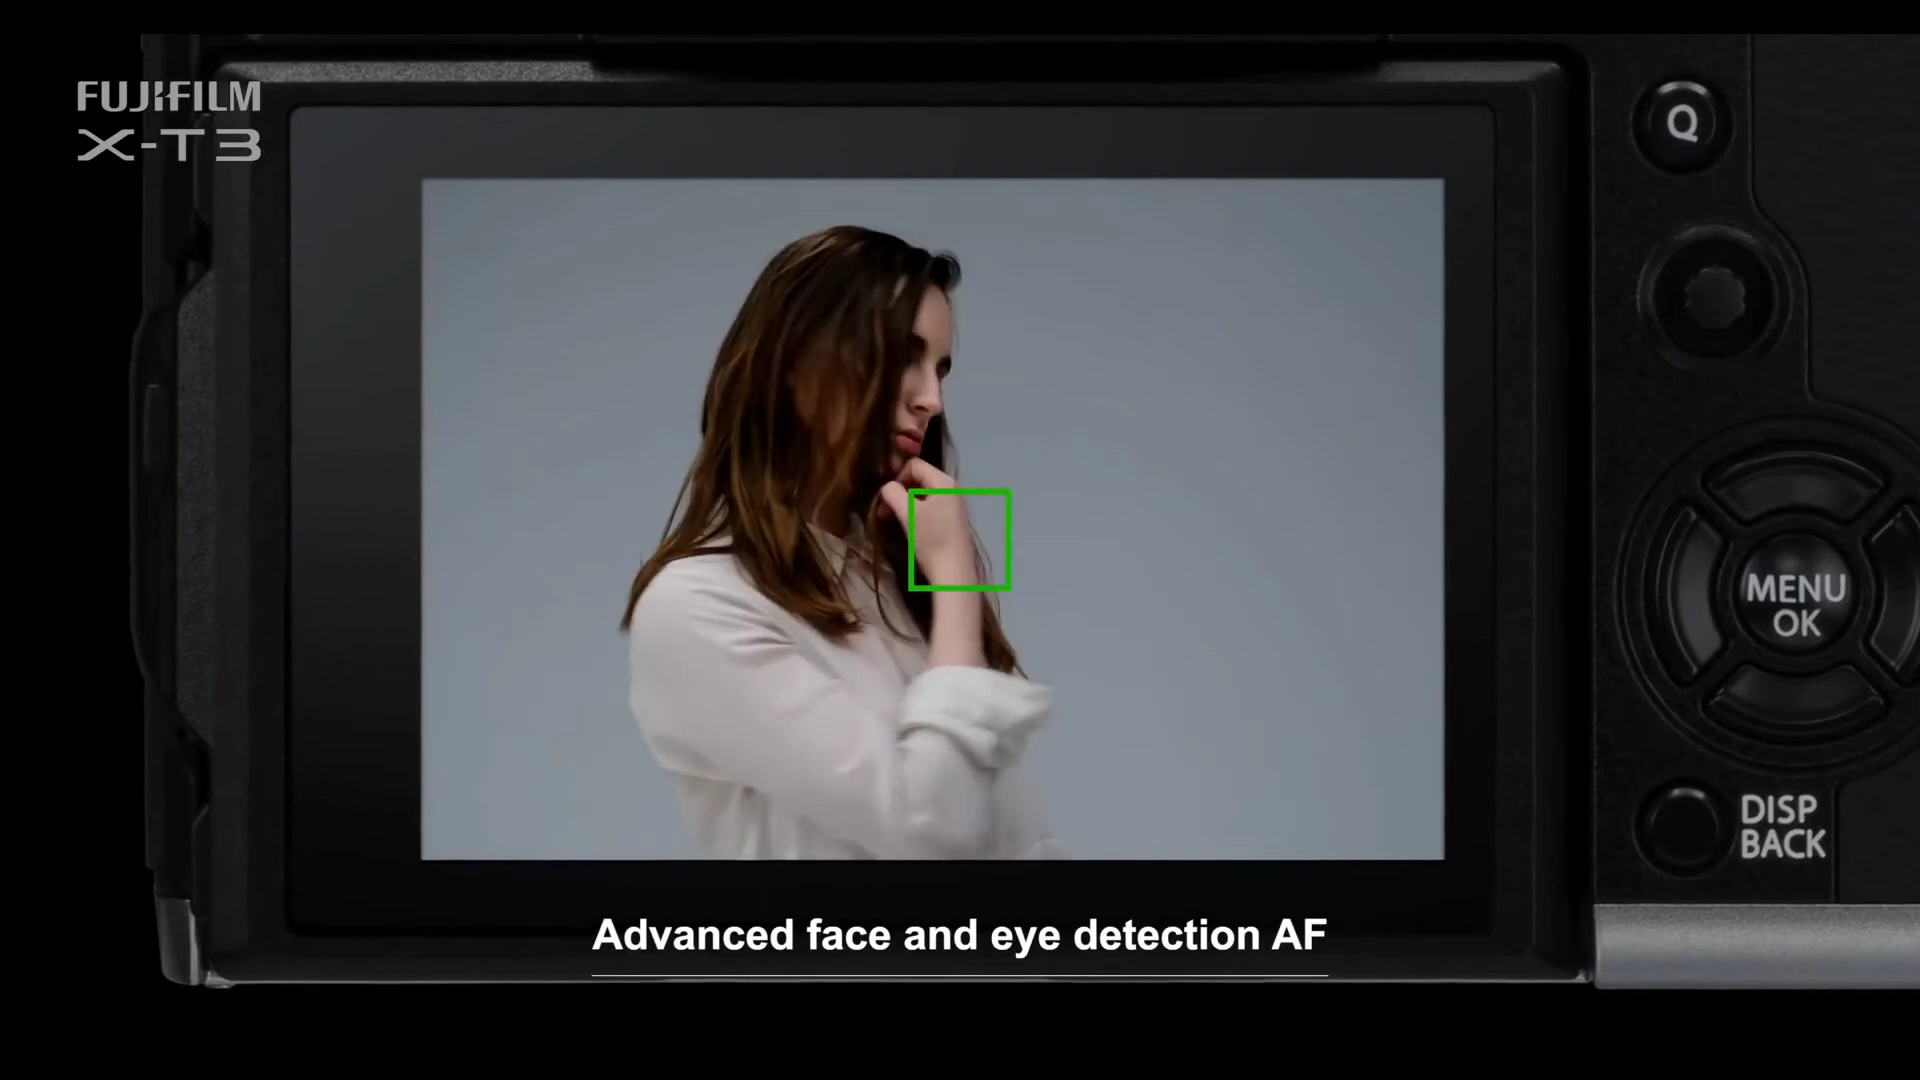 FUJIFILM
X-T3
Q
MENU
OK
DISP
BACK
Advanced face and eye detection AF